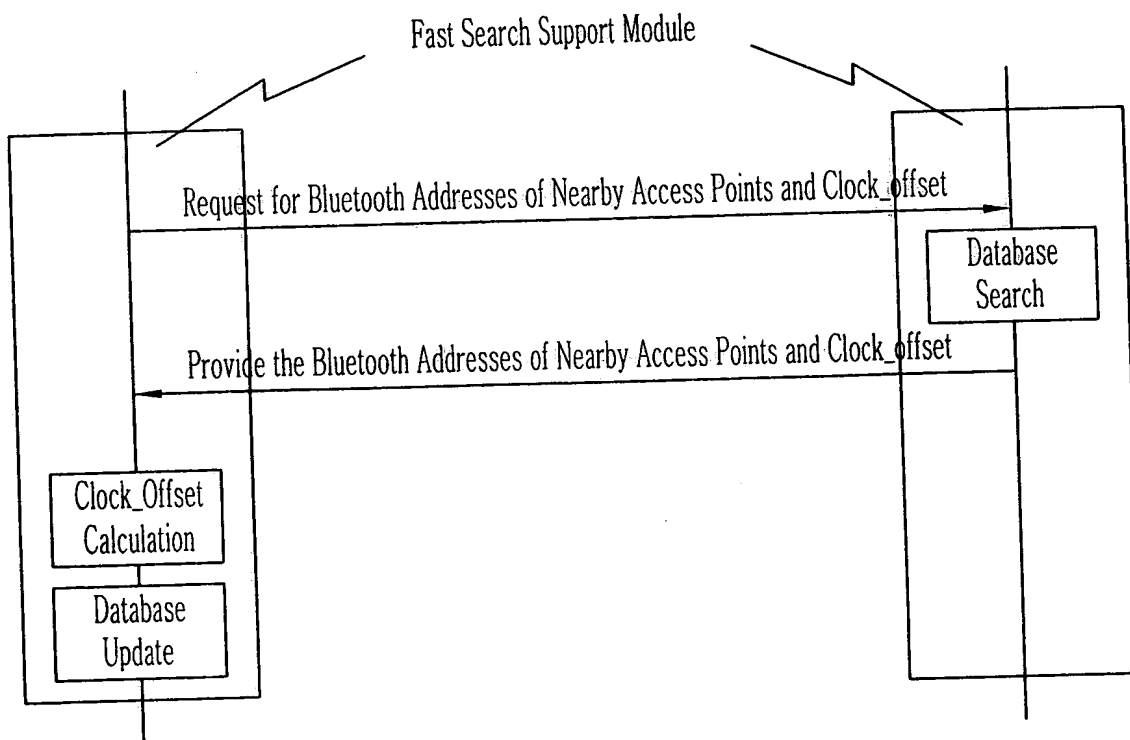 Fast Search Support Module
Request for Bluetooth Addresses of Nearby Access Points and Clock_offset
Database
Search
Provide the Bluetooth Addresses of Nearby Access Points and Clock_offset
Clock_Offset
Calculation
Database
Update